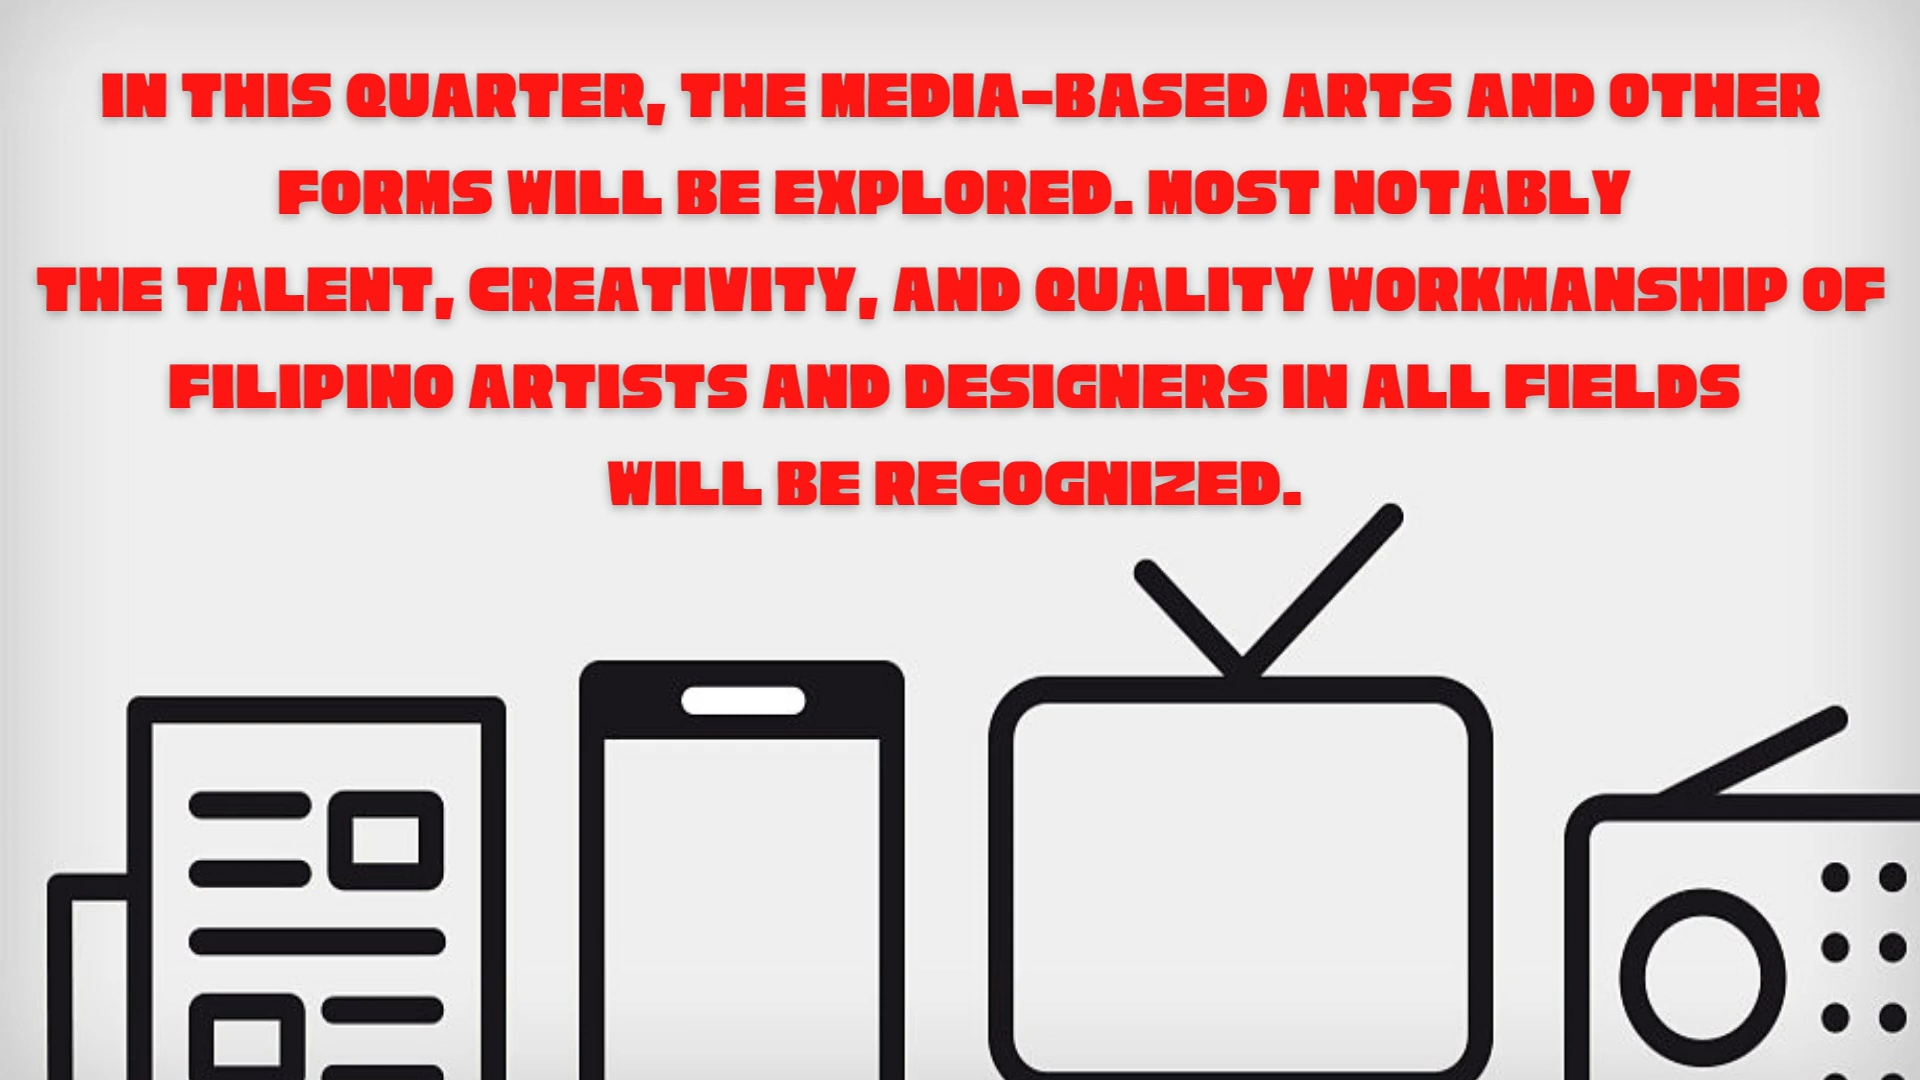 IN THIS QUARTER, THE MEDIA-BASED ARTS AND OTHER
FORMS WILL BE EXPLORED. MOST NOTABLY
THE TALENT, CREATIVITY, AND QUALITY WORKMANSHIP OF
FILIPINO ARTISTS AND DESIGNERS IN ALL FIELDS
WILL BE RECOGNIZED.